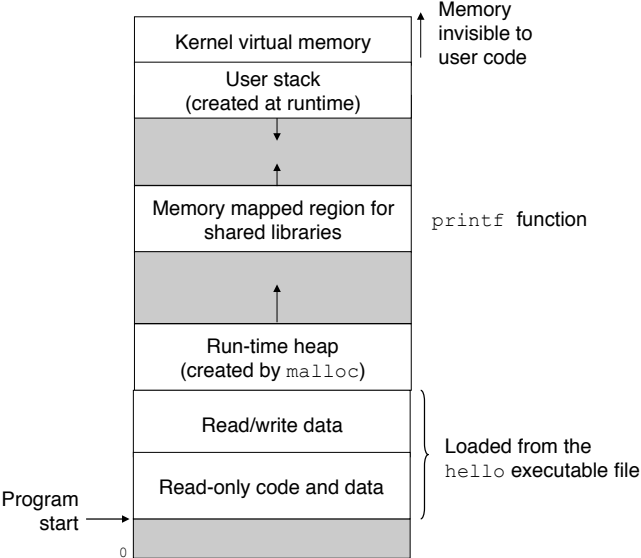 Memory
invisible to
user code
Kernel virtual memory
User stack
(created at runtime)
Memory mapped region for
shared libraries
printf function
Run-time heap
(created by malloc)
Read/write data
Loaded from the
hello executable file
Read-only code and data
Program
start
0